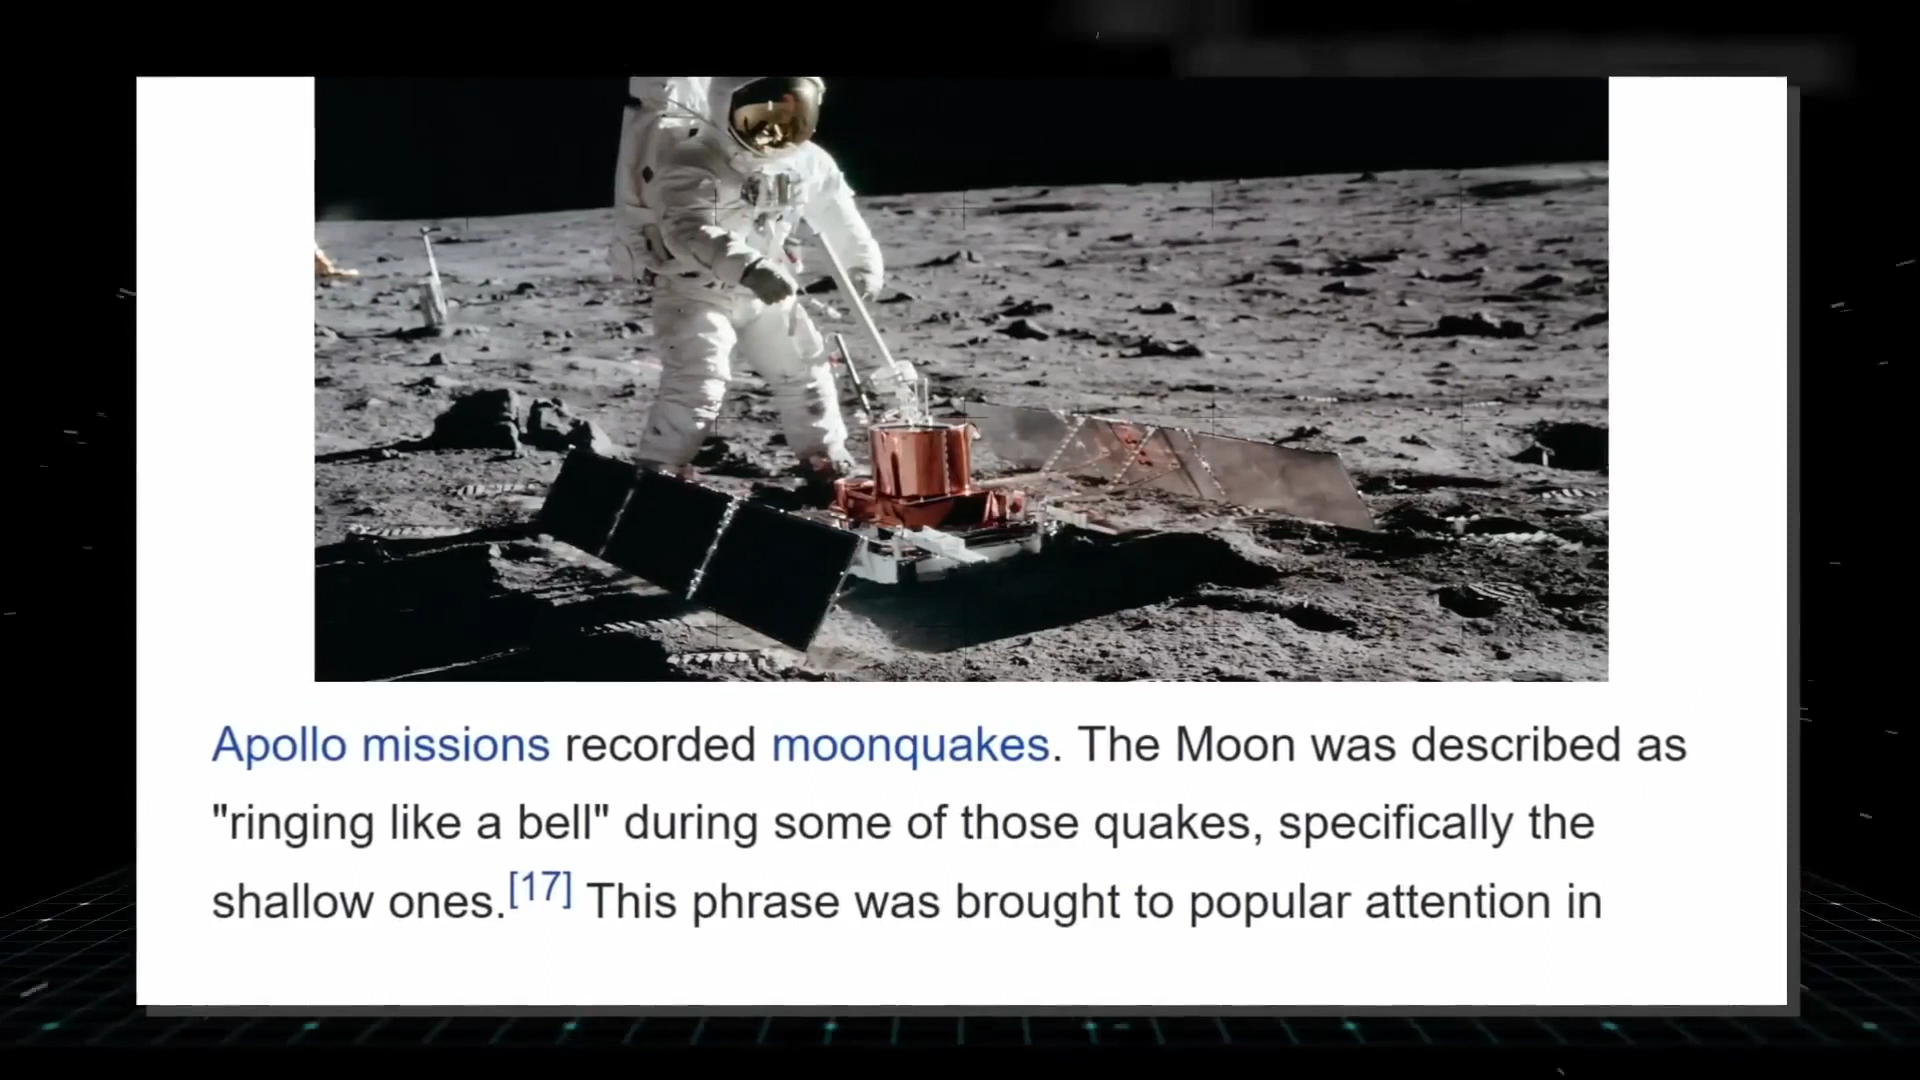 Apollo missions recorded moonquakes. The Moon was described as
"ringing like a bell" during some of those quakes, specifically the
shallow ones.[17] This phrase was brought to popular attention in